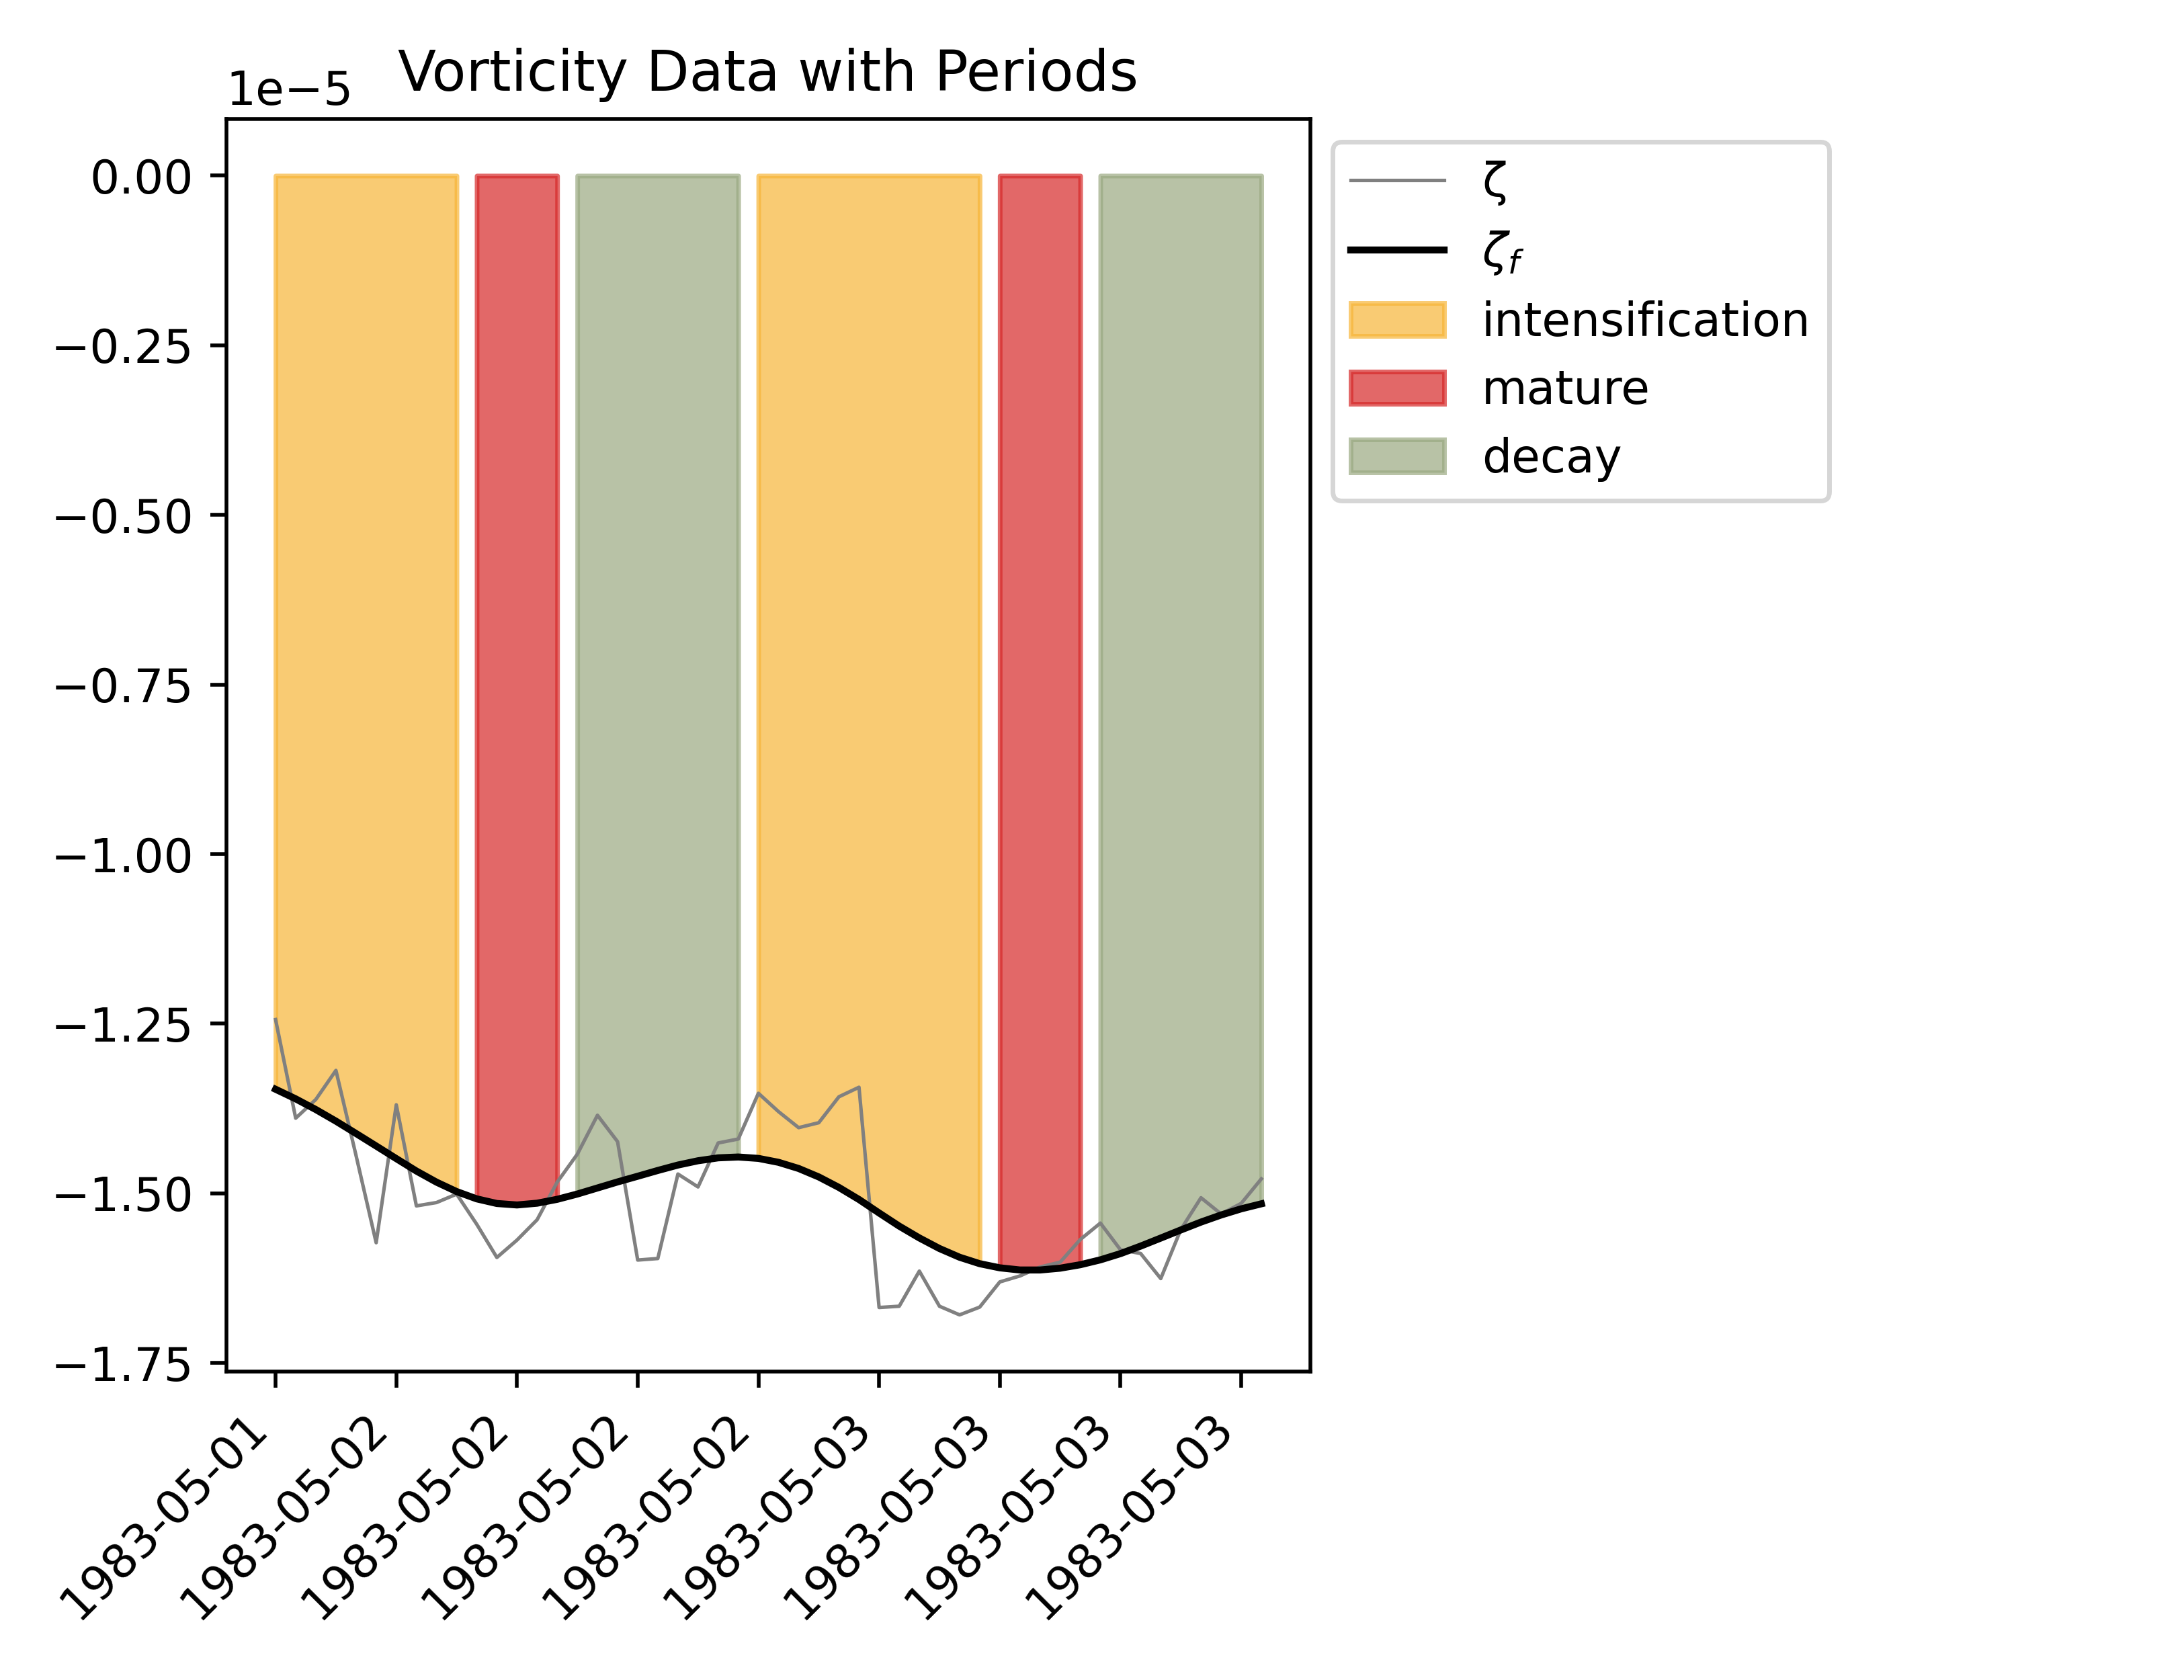 Vorticity Data with Periods
1e−5
0.00
−0.25
−0.50
−0.75
−1.00
−1.25
−1.50
−1.75
1983-05-01
1983-05-02
1983-05-02
1983-05-02
1983-05-02
1983-05-03
1983-05-03
1983-05-03
1983-05-03
ζ
ζf
intensification
mature
decay